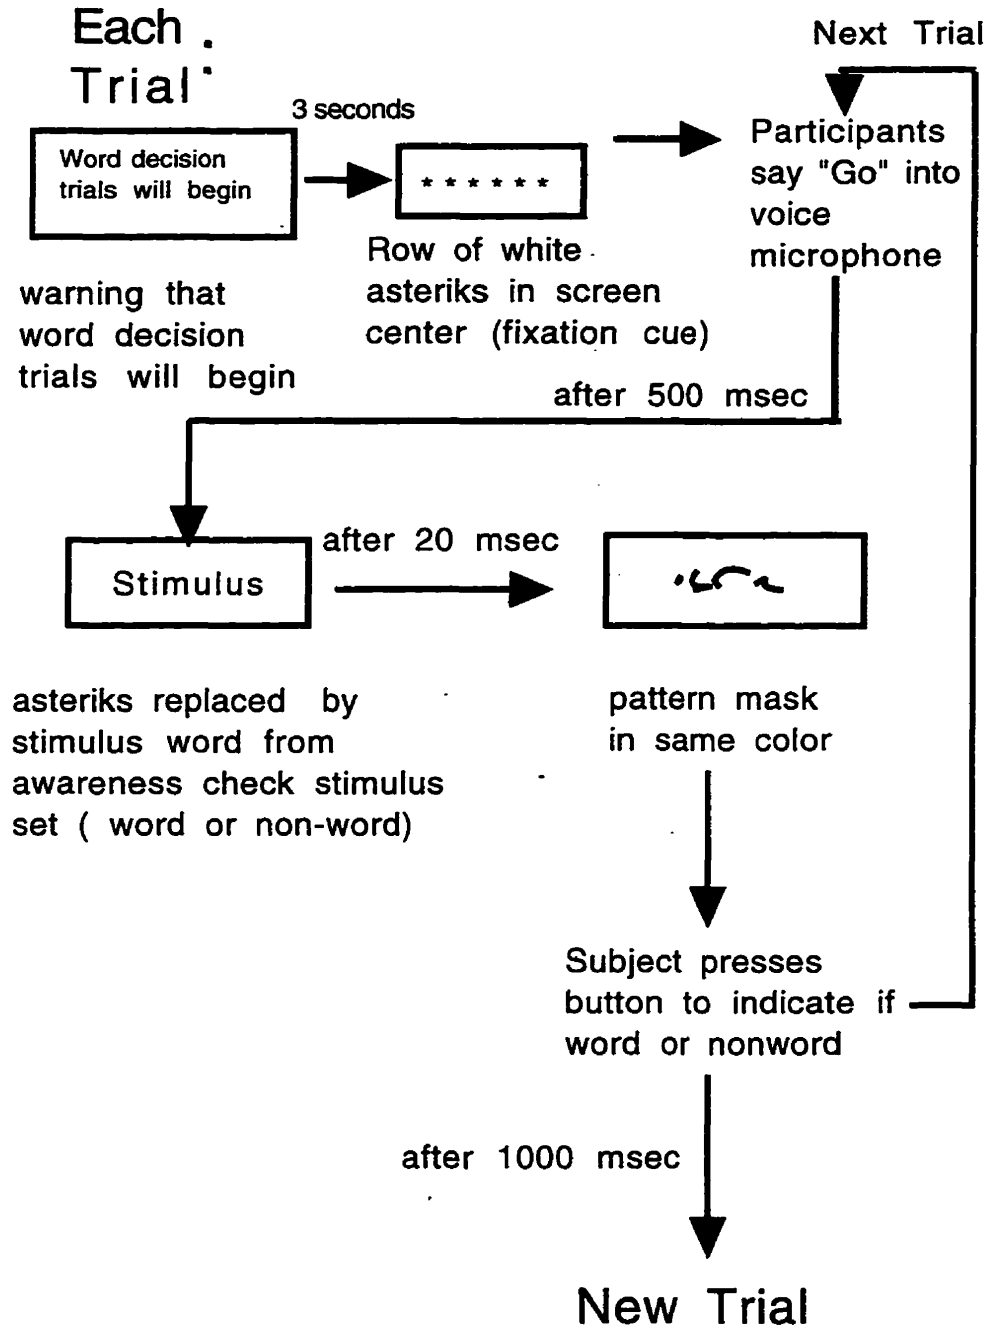 Each
Trial
Next Trial
3 seconds
Word decision
trials will begin
* * * * * *
Participants
say "Go" into
voice
microphone
warning that
word decision
trials will begin
Row of white
asteriks in screen
center (fixation cue)
after 500 msec
Stimulus
after 20 msec
asteriks replaced by
stimulus word from
awareness check stimulus
set ( word or non-word)
pattern mask
in same color
Subject presses
button to indicate if
word or nonword
after 1000 msec
New Trial